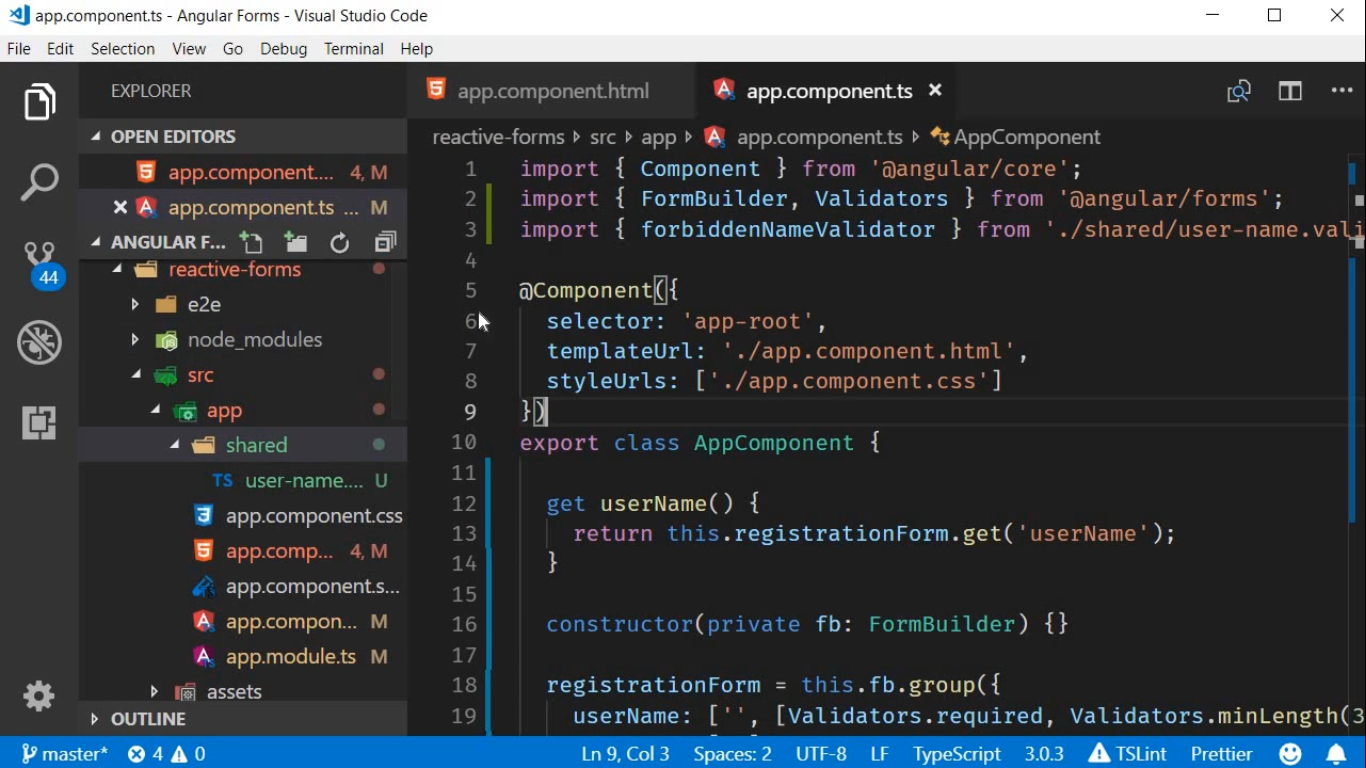 app.component.ts - Angular Forms - Visual Studio Code
File Edit Selection View Go Debug Terminal Help
EXPLORER
OPEN EDITORS
app.component.... 4, M
app.component.ts ... M
ANGULAR F...
reactive-forms
e2e
node_modules
src
app
shared
TS user-name.... U
app.component.css
app.comp... 4, M
app.component.s...
app.compon... M
app.module.ts M
assets
OUTLINE
44
app.component.html
app.component.ts
reactive-forms src app app.component.ts AppComponent
1 import { Component } from '@angular/core';
2 import { FormBuilder, Validators } from '@angular/forms';
3 import { forbiddenNameValidator } from './shared/user-name.vali
4
5 @Component({
6 selector: 'app-root',
7 templateUrl: './app.component.html',
8 styleUrls: ['./app.component.css']
9 })
10 export class AppComponent {
11
12 get userName() {
13 return this.registrationForm.get('userName');
14 }
15
16 constructor(private fb: FormBuilder) {}
17
18 registrationForm = this.fb.group({
19 userName: ['', [Validators.required, Validators.minLength(3
master* 4 0 Ln 9, Col 3 Spaces: 2 UTF-8 LF TypeScript 3.0.3 TSLint Prettier